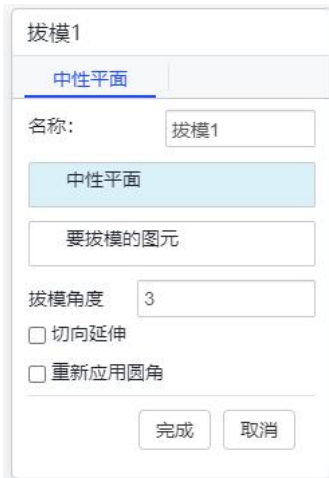 拔模1
中性平面
名称: 拔模1
中性平面
要拔模的图元
拔模角度 3
切向延伸
重新应用圆角
完成 取消